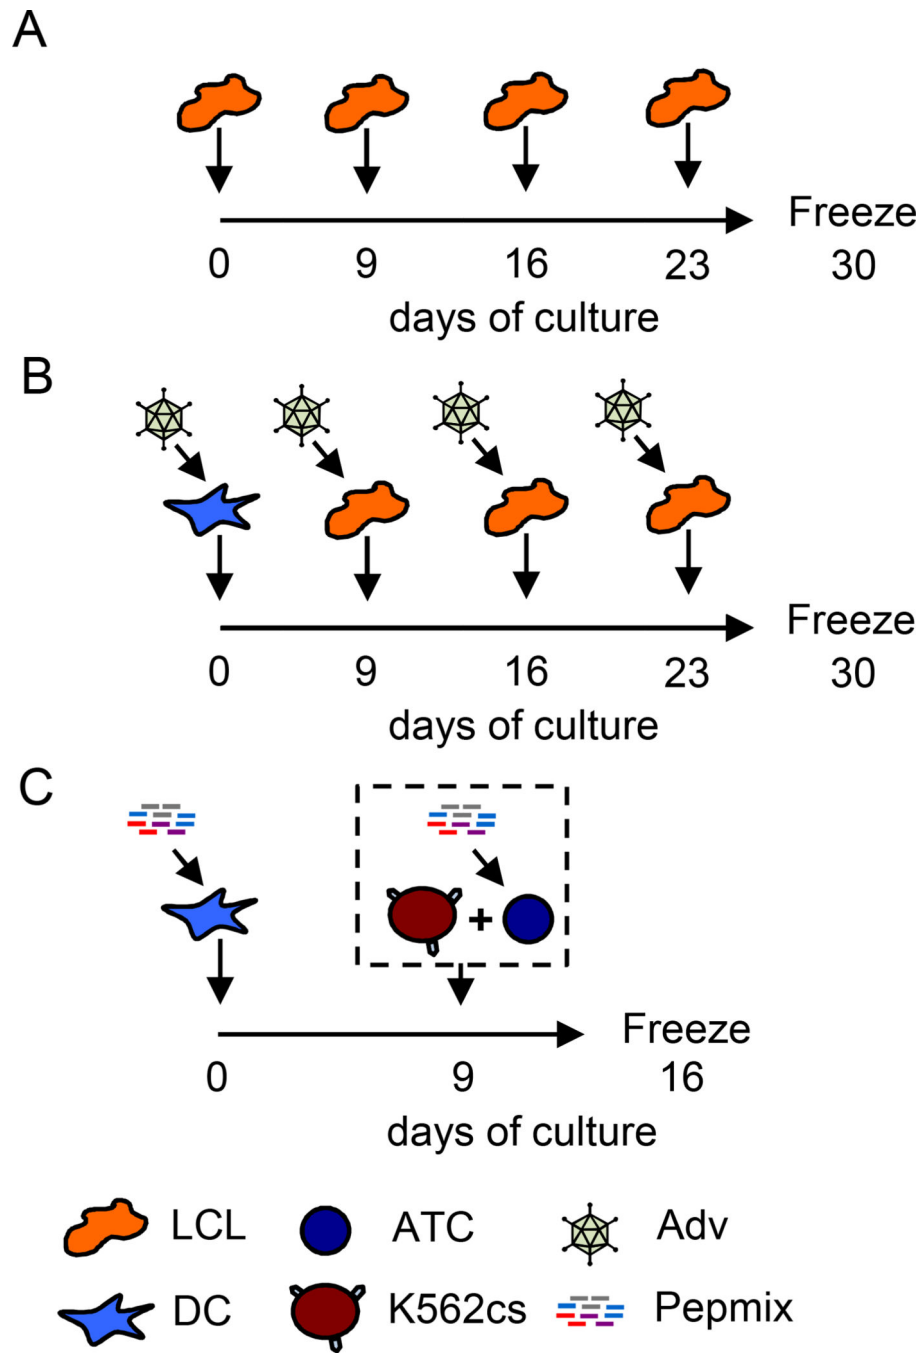 A
Freeze
0 9 16 23 30
days of culture
B
Freeze
0 9 16 23 30
days of culture
C
+
Freeze
0 9 16
days of culture
LCL ATC Adv
DC K562cs Pepmix